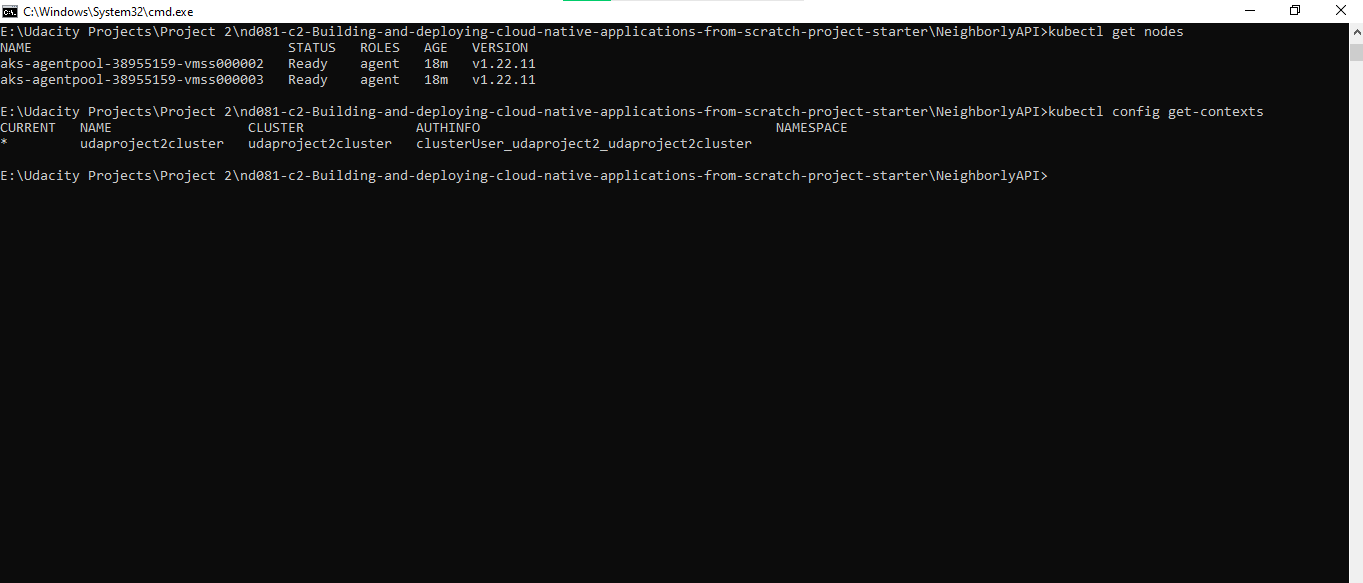 C:\Windows\System32\cmd.exe
E:\Udacity Projects\Project 2\nd081-c2-Building-and-deploying-cloud-native-applications-from-scratch-project-starter\NeighborlyAPI>kubectl get nodes
NAME                                STATUS   ROLES   AGE   VERSION
aks-agentpool-38955159-vmss000002   Ready    agent   18m   v1.22.11
aks-agentpool-38955159-vmss000003   Ready    agent   18m   v1.22.11
E:\Udacity Projects\Project 2\nd081-c2-Building-and-deploying-cloud-native-applications-from-scratch-project-starter\NeighborlyAPI>kubectl config get-contexts
CURRENT   NAME                 CLUSTER              AUTHINFO                                     NAMESPACE
*         udaproject2cluster   udaproject2cluster   clusterUser_udaproject2_udaproject2cluster
E:\Udacity Projects\Project 2\nd081-c2-Building-and-deploying-cloud-native-applications-from-scratch-project-starter\NeighborlyAPI>